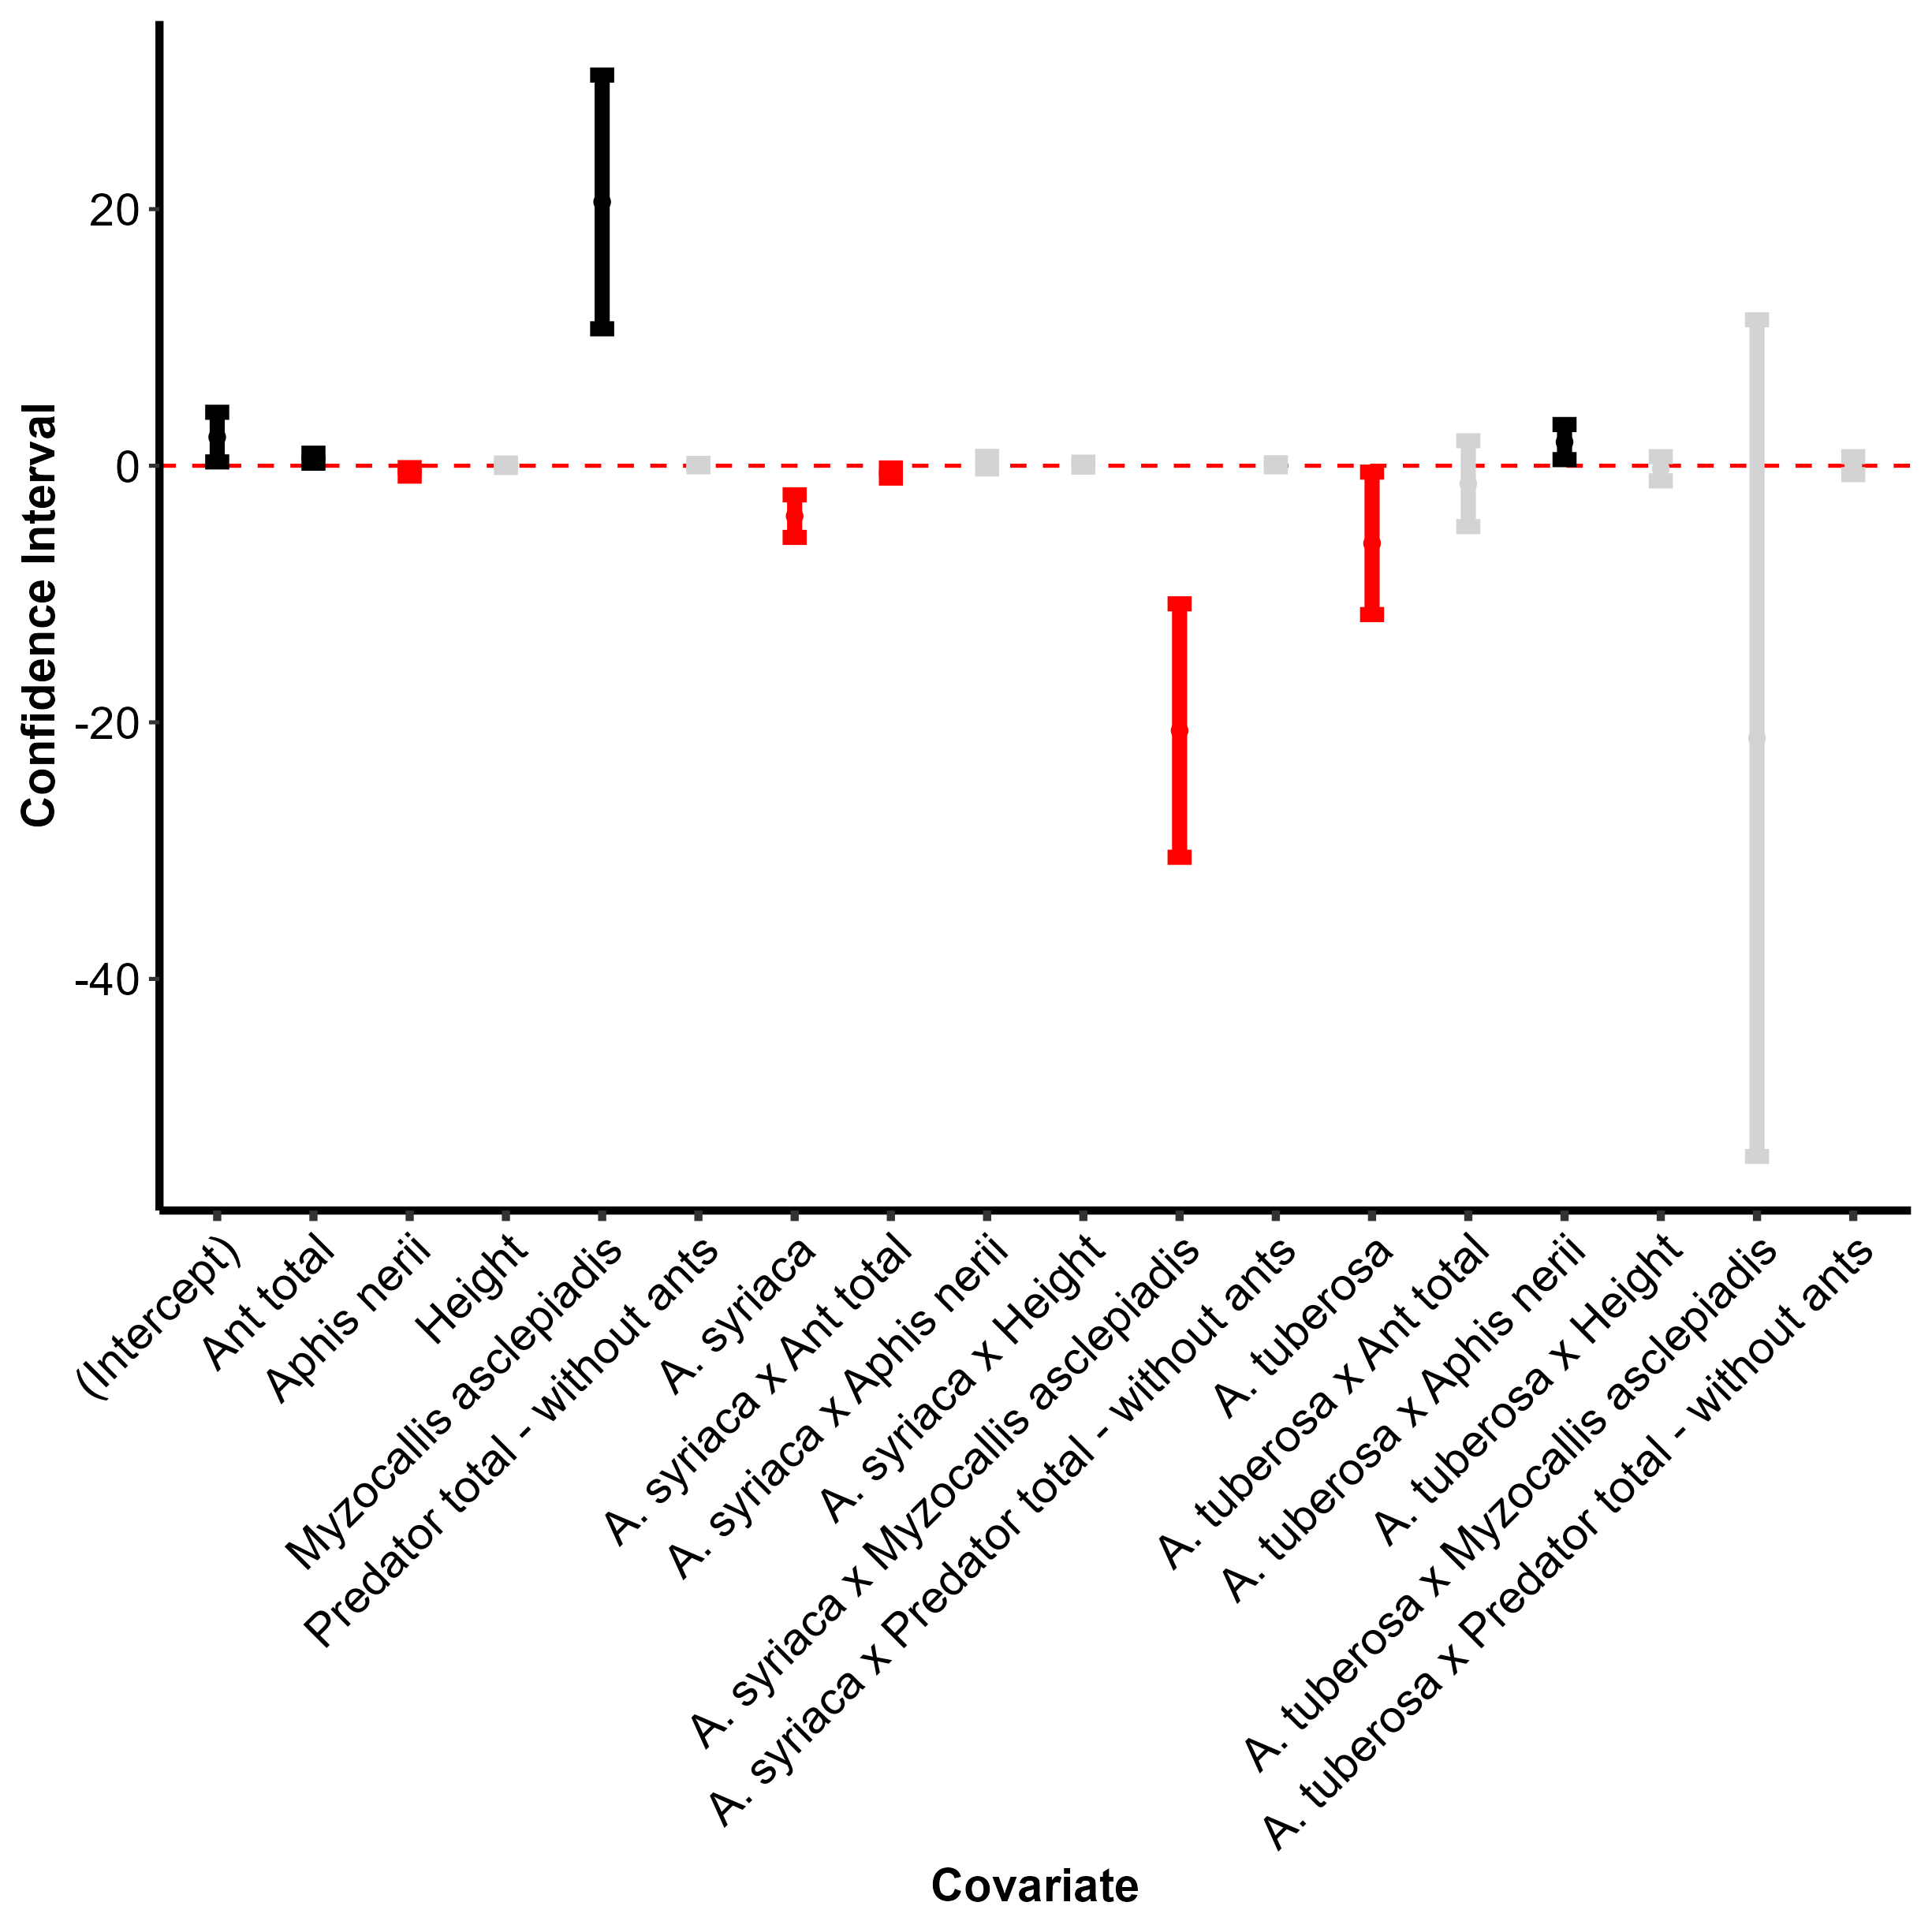 Confidence Interval
20
0
-20
-40
(Intercept)
Ant total
Aphis nerii
Height
Myzocallis asclepiadis
Predator total - without ants
A. syriaca
A. syriaca x Ant total
A. syriaca x Aphis nerii
A. syriaca x Height
A. syriaca x Myzocallis asclepiadis
A. syriaca x Predator total - without ants
A. tuberosa
A. tuberosa x Ant total
A. tuberosa x Aphis nerii
A. tuberosa x Height
A. tuberosa x Myzocallis asclepiadis
A. tuberosa x Predator total - without ants
Covariate